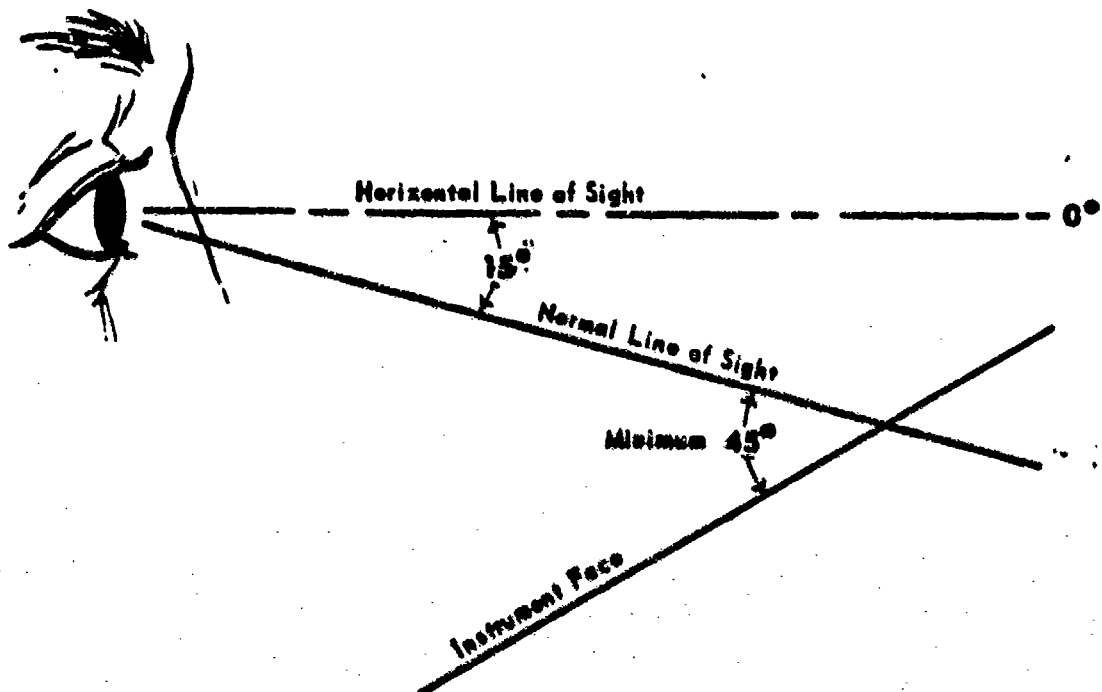 Horizontal Line of Sight
0°
15°
Normal Line of Sight
Minimum 45°
Instrument Face